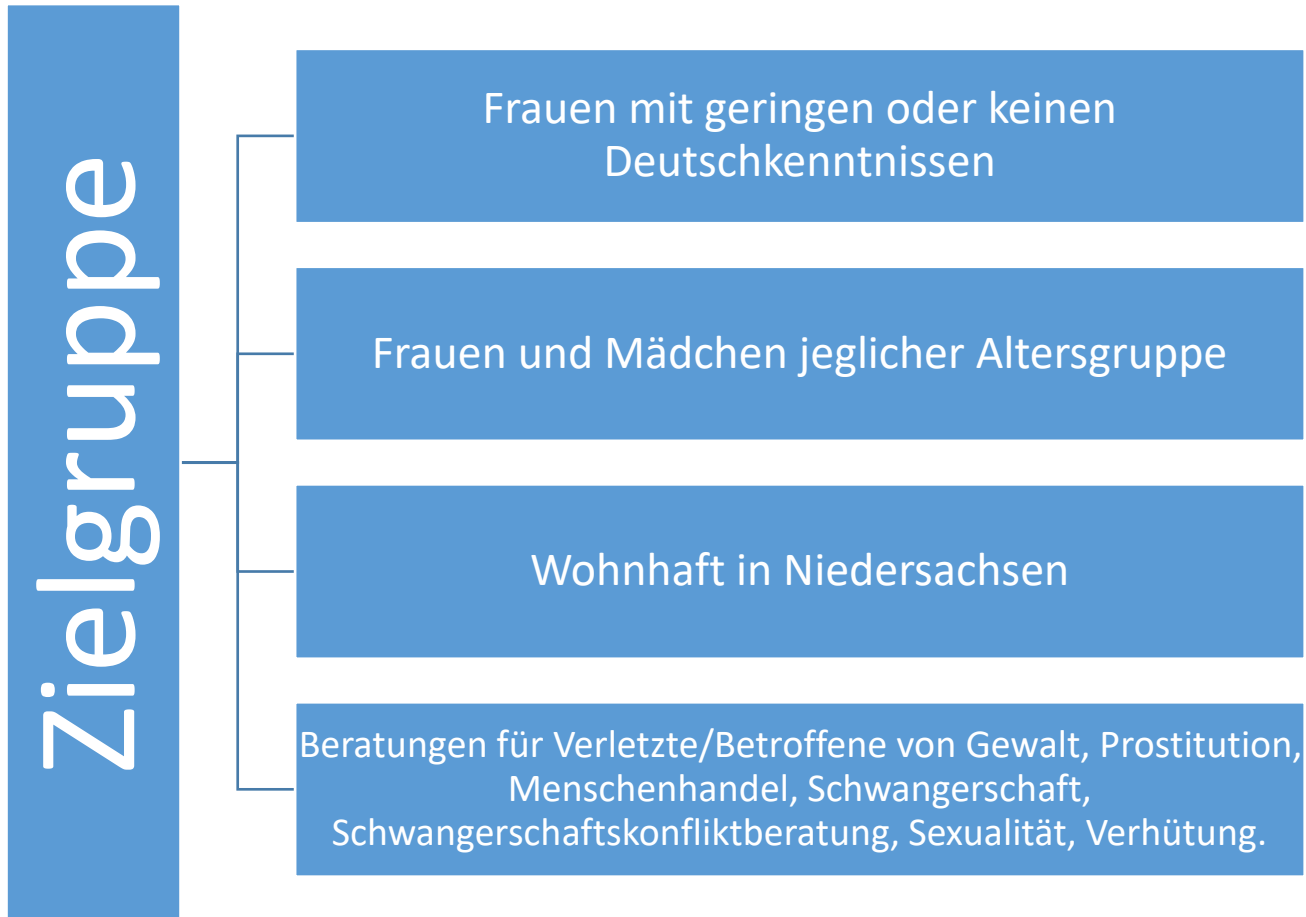 Zielgruppe
Frauen mit geringen oder keinen
Deutschkenntnissen
Frauen und Mädchen jeglicher Altersgruppe
Wohnhaft in Niedersachsen
Beratungen für Verletzte/Betroffene von Gewalt, Prostitution,
Menschenhandel, Schwangerschaft,
Schwangerschaftskonfliktberatung, Sexualität, Verhütung.